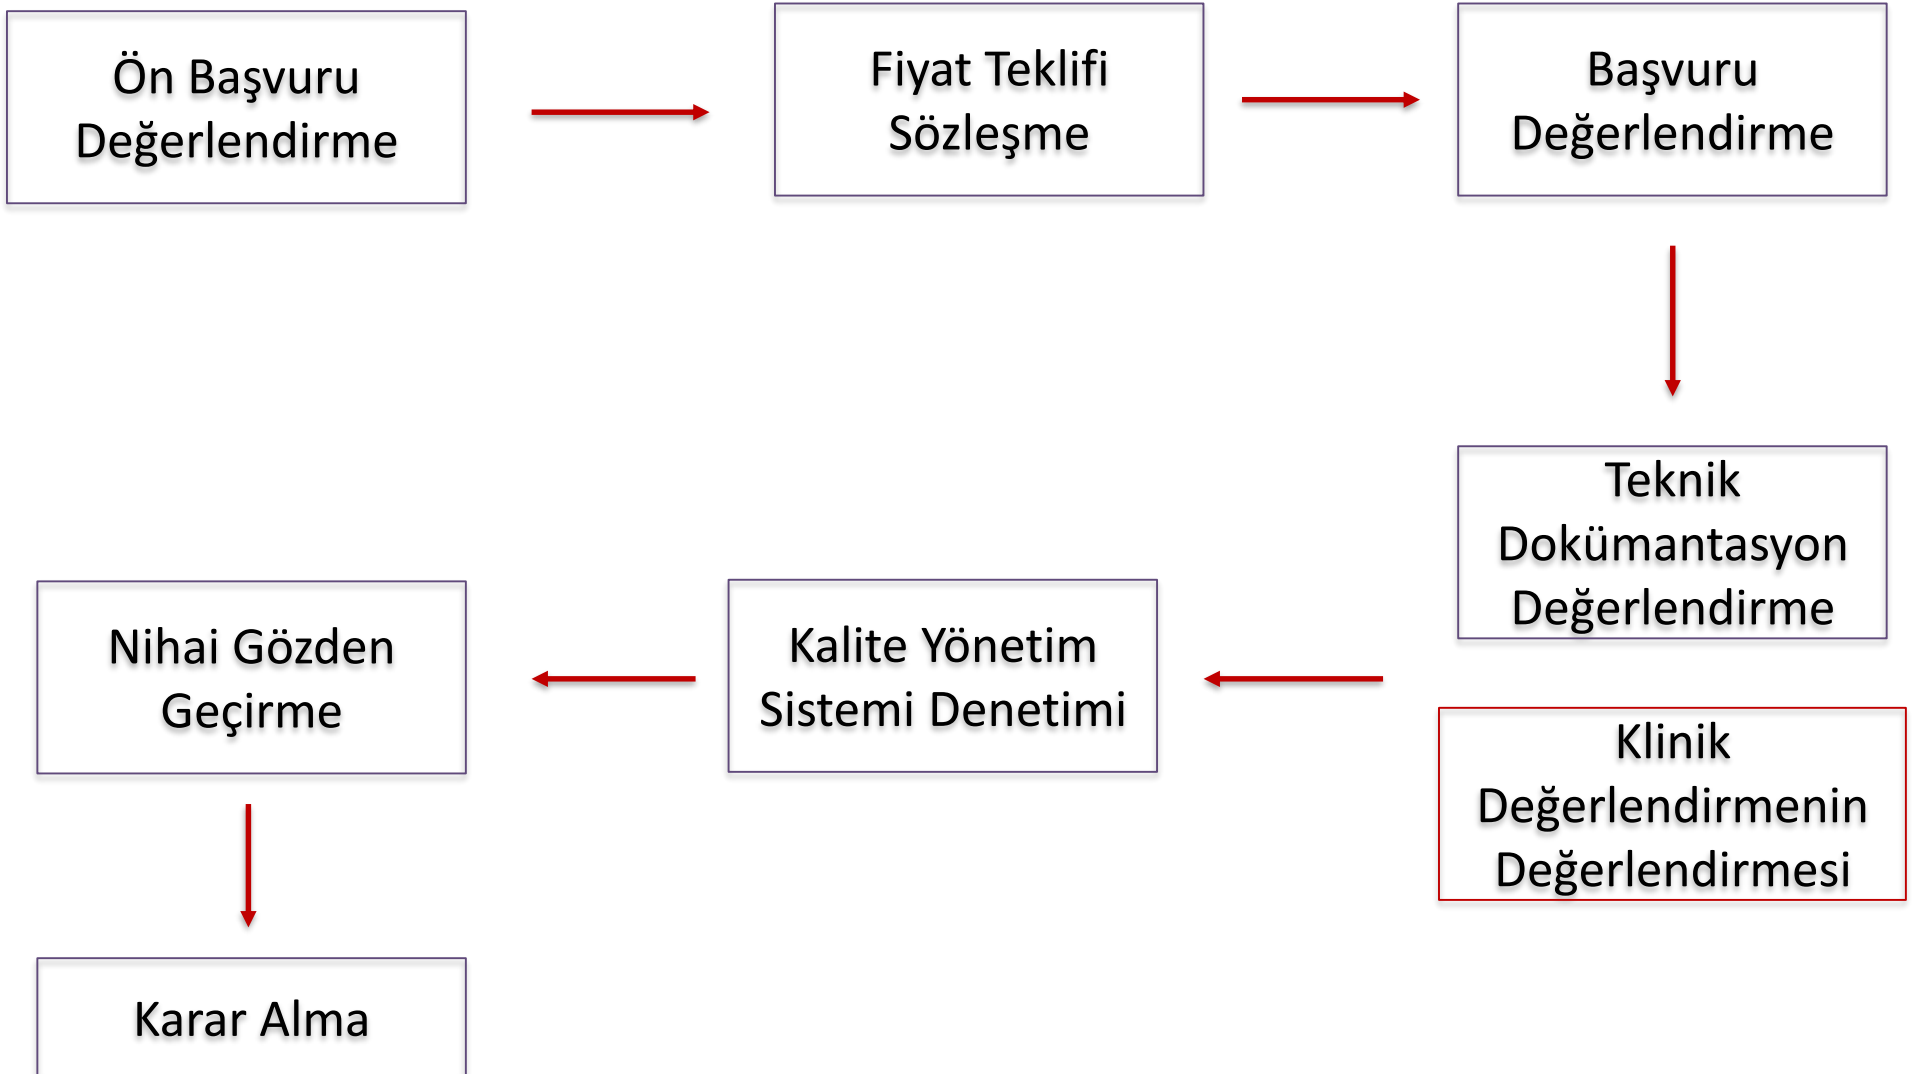 Ön Başvuru
Değerlendirme
Fiyat Teklifi
Sözleşme
Başvuru
Değerlendirme
Teknik
Dokümantasyon
Değerlendirme
Klinik
Değerlendirmenin
Değerlendirmesi
Kalite Yönetim
Sistemi Denetimi
Nihai Gözden
Geçirme
Karar Alma